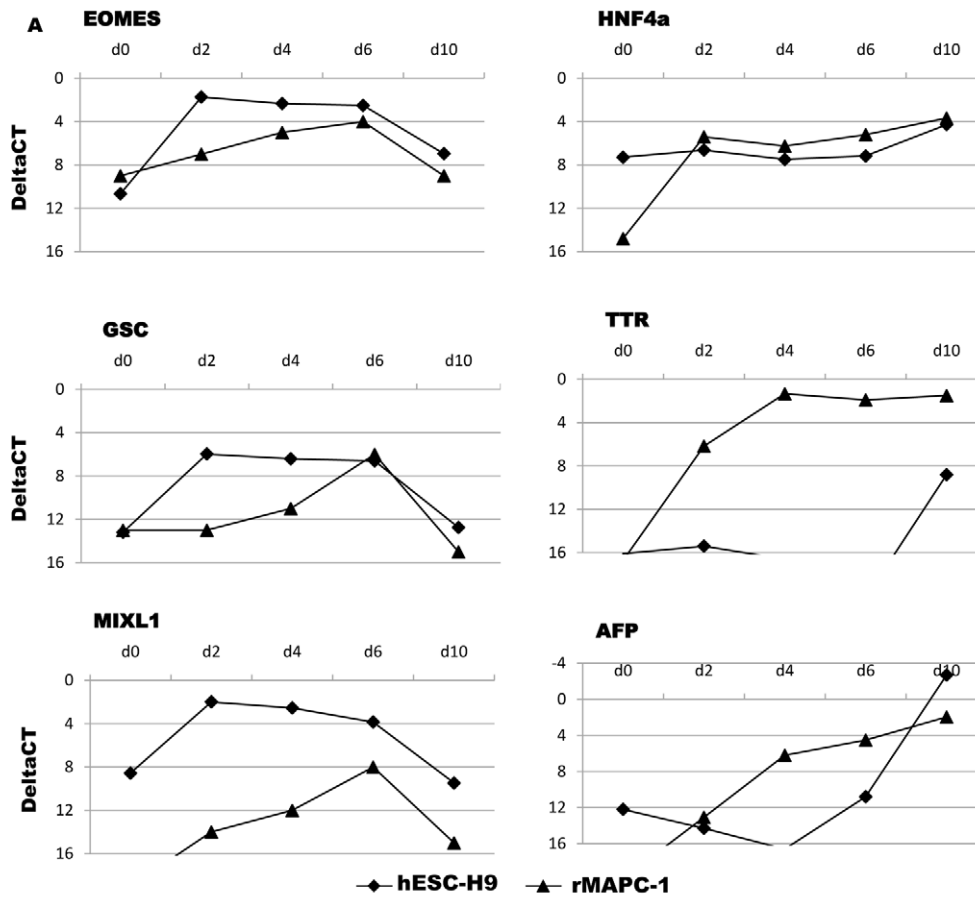 A
EOMES
d0 d2 d4 d6 d10
0
4
8
12
16
DeltaCT
HNF4a
d0 d2 d4 d6 d10
0
4
8
12
16
GSC
d0 d2 d4 d6 d10
0
4
8
12
16
DeltaCT
TTR
d0 d2 d4 d6 d10
0
4
8
12
16
MIXL1
d0 d2 d4 d6 d10
0
4
8
12
16
DeltaCT
AFP
d0 d2 d4 d6 d10
-4
0
4
8
12
16
hESC-H9 rMAPC-1